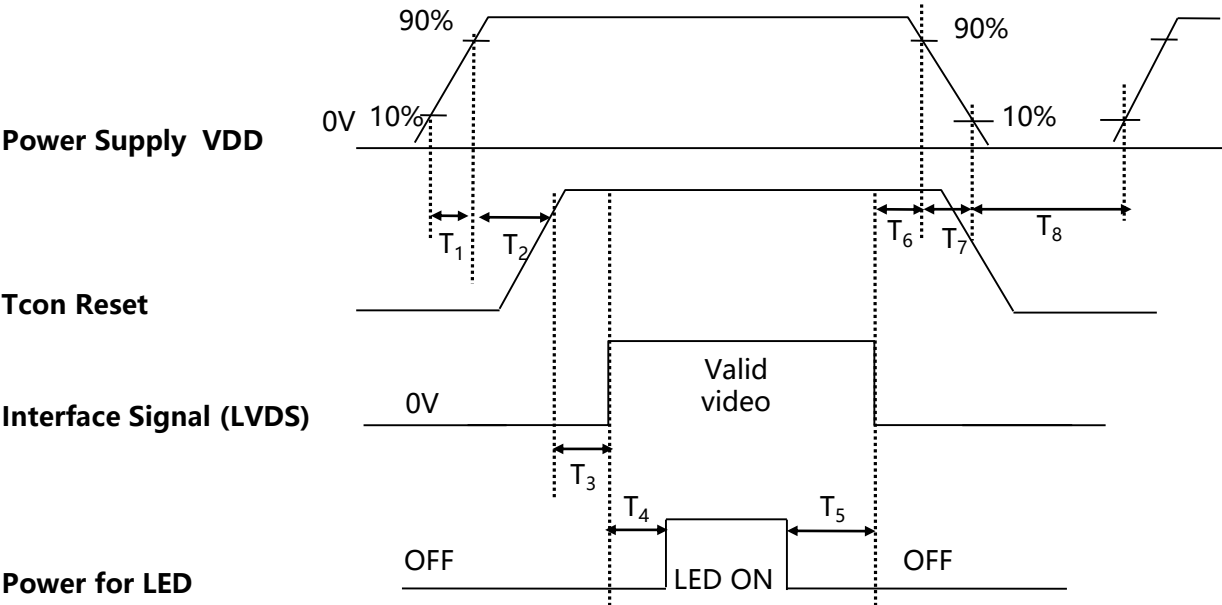 90%
90%
0V 10%
10%
Power Supply VDD
T1
T2
T6
T7
T8
Tcon Reset
Valid
video
0V
Interface Signal (LVDS)
T3
T4
T5
OFF
OFF
LED ON
Power for LED